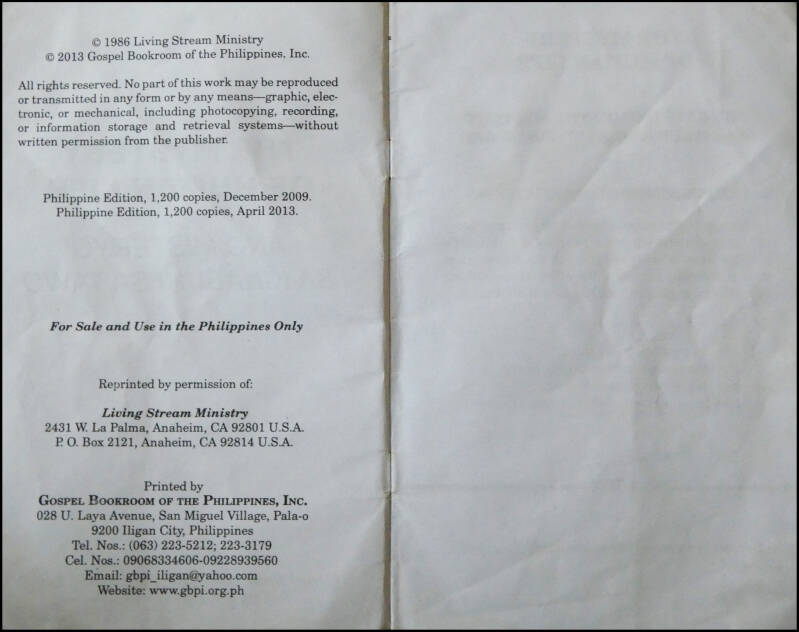 © 1986 Living Stream Ministry
© 2013 Gospel Bookroom of the Philippines, Inc.
All rights reserved. No part of this work may be reproduced
or transmitted in any form or by any means—graphic, elec-
tronic, or mechanical, including photocopying, recording,
or information storage and retrieval systems—without
written permission from the publisher.
Philippine Edition, 1,200 copies, December 2009.
Philippine Edition, 1,200 copies, April 2013.
For Sale and Use in the Philippines Only
Reprinted by permission of:
Living Stream Ministry
2431 W. La Palma, Anaheim, CA 92801 U.S.A.
P. O. Box 2121, Anaheim, CA 92814 U.S.A.
Printed by
GOSPEL BOOKROOM OF THE PHILIPPINES, INC.
028 U. Laya Avenue, San Miguel Village, Pala-o
9200 Iligan City, Philippines
Tel. Nos.: (063) 223-5212; 223-3179
Cel. Nos.: 09068334606-09228939560
Email: gbpi_iligan@yahoo.com
Website: www.gbpi.org.ph